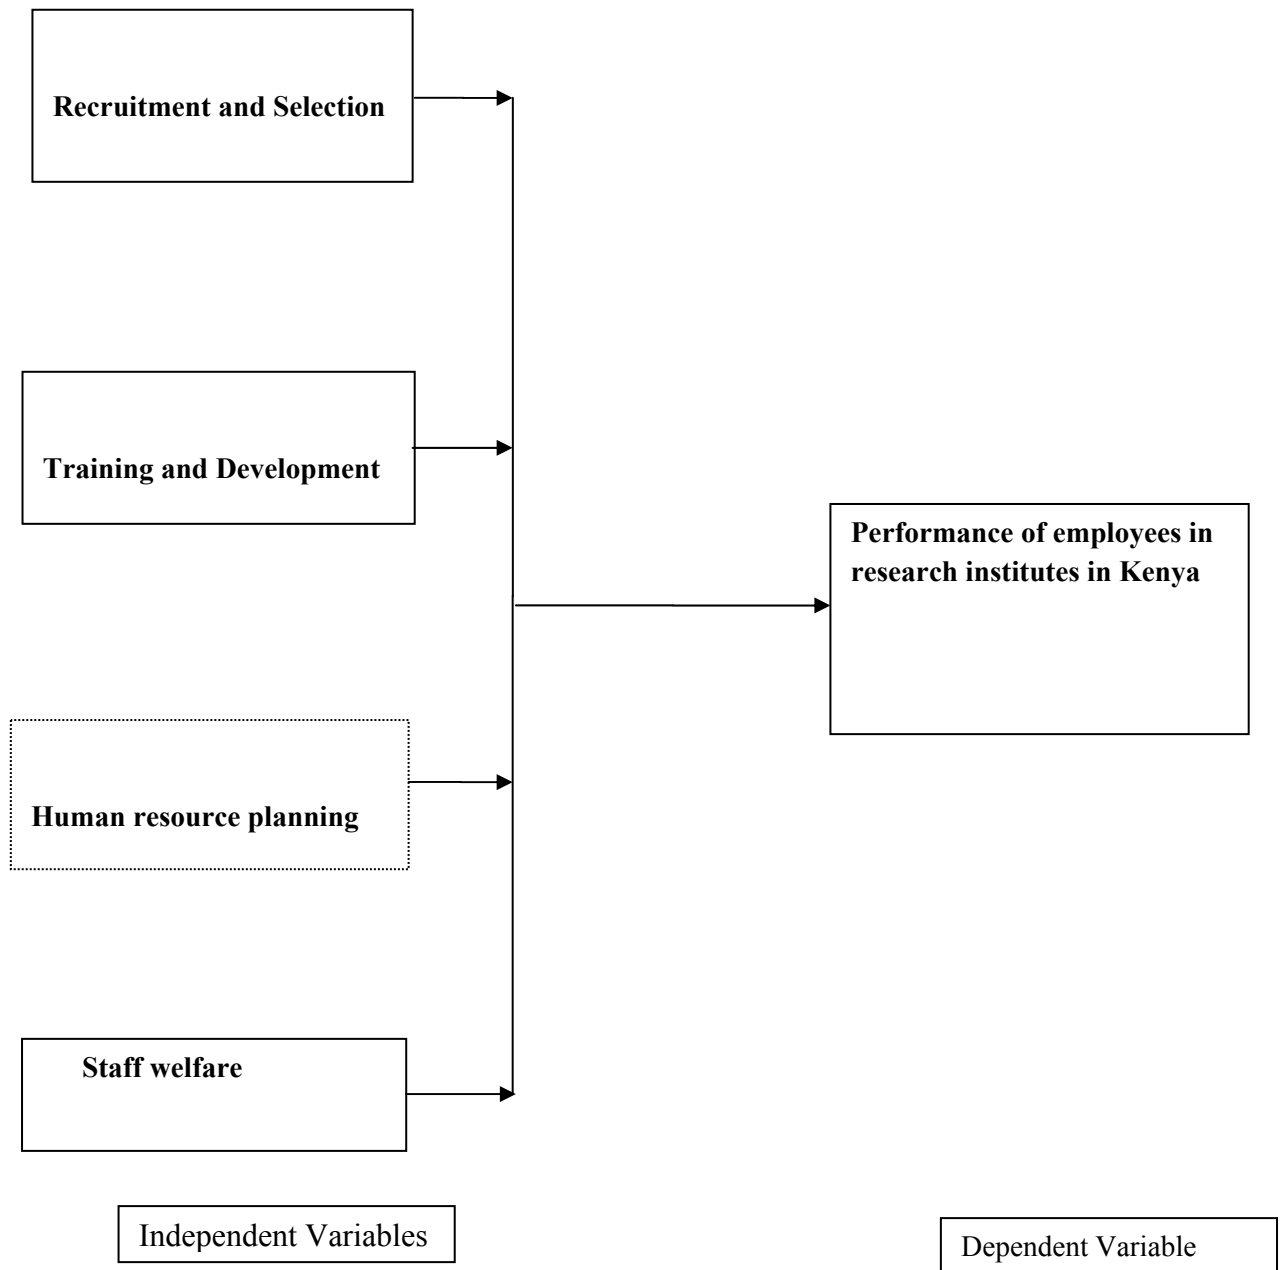 Recruitment and Selection
Training and Development
Performance of employees in
research institutes in Kenya
Human resource planning
Staff welfare
Independent Variables
Dependent Variable